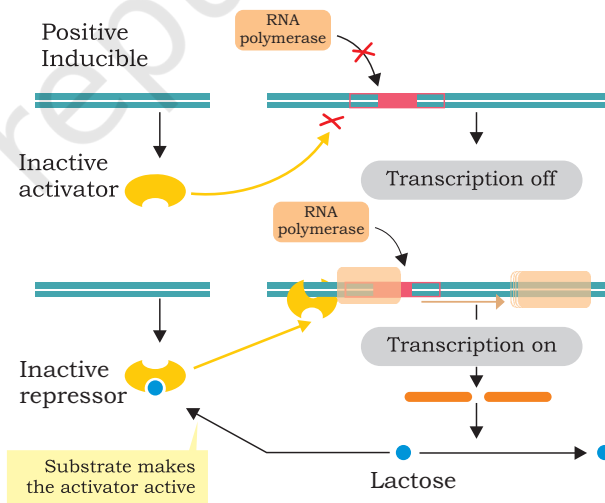 Positive
Inducible
RNA
polymerase
Inactive
activator
Transcription off
RNA
polymerase
Inactive
repressor
Transcription on
Substrate makes
the activator active
Lactose